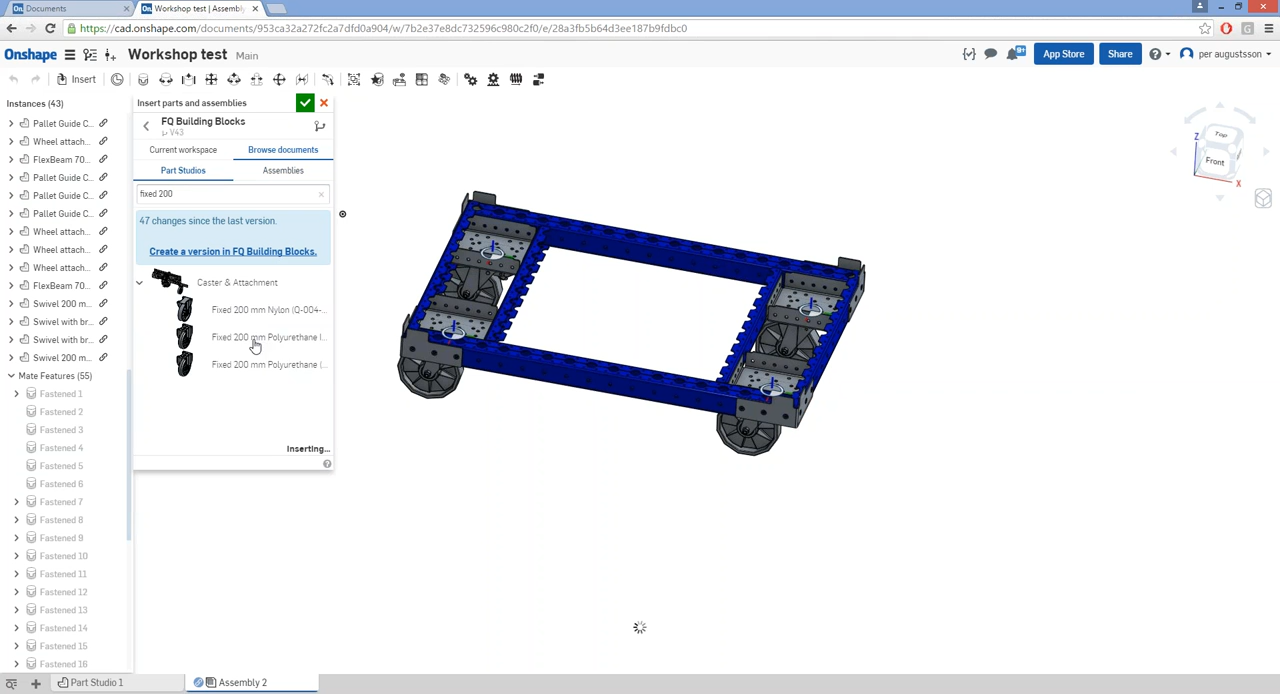 Documents
Workshop test | Assembly
https://cad.onshape.com/documents/953ca32a272fc2a7dfd0a904/w/7b2e37e8dc732596c980c2f0/e/28a3fb5b64d3ee187b9fdbc0
Onshape
Workshop test Main
App Store
Share
per augustsson
Insert
Instances (43)
Pallet Guide C...
Wheel attach...
FlexBeam 70...
Pallet Guide C...
Pallet Guide C...
Pallet Guide C...
Wheel attach...
Wheel attach...
Wheel attach...
FlexBeam 70...
Swivel 200 m...
Swivel with br...
Swivel with br...
Swivel 200 m...
Mate Features (55)
Fastened 1
Fastened 2
Fastened 3
Fastened 4
Fastened 5
Fastened 6
Fastened 7
Fastened 8
Fastened 9
Fastened 10
Fastened 11
Fastened 12
Fastened 13
Fastened 14
Fastened 15
Fastened 16
Insert parts and assemblies
FQ Building Blocks
V43
Current workspace
Browse documents
Part Studios
Assemblies
fixed 200
47 changes since the last version.
Create a version in FQ Building Blocks.
Caster & Attachment
Fixed 200 mm Nylon (Q-004-...
Fixed 200 mm Polyurethane I...
Fixed 200 mm Polyurethane (...
Inserting...
Top
Front
Z
X
Part Studio 1
Assembly 2